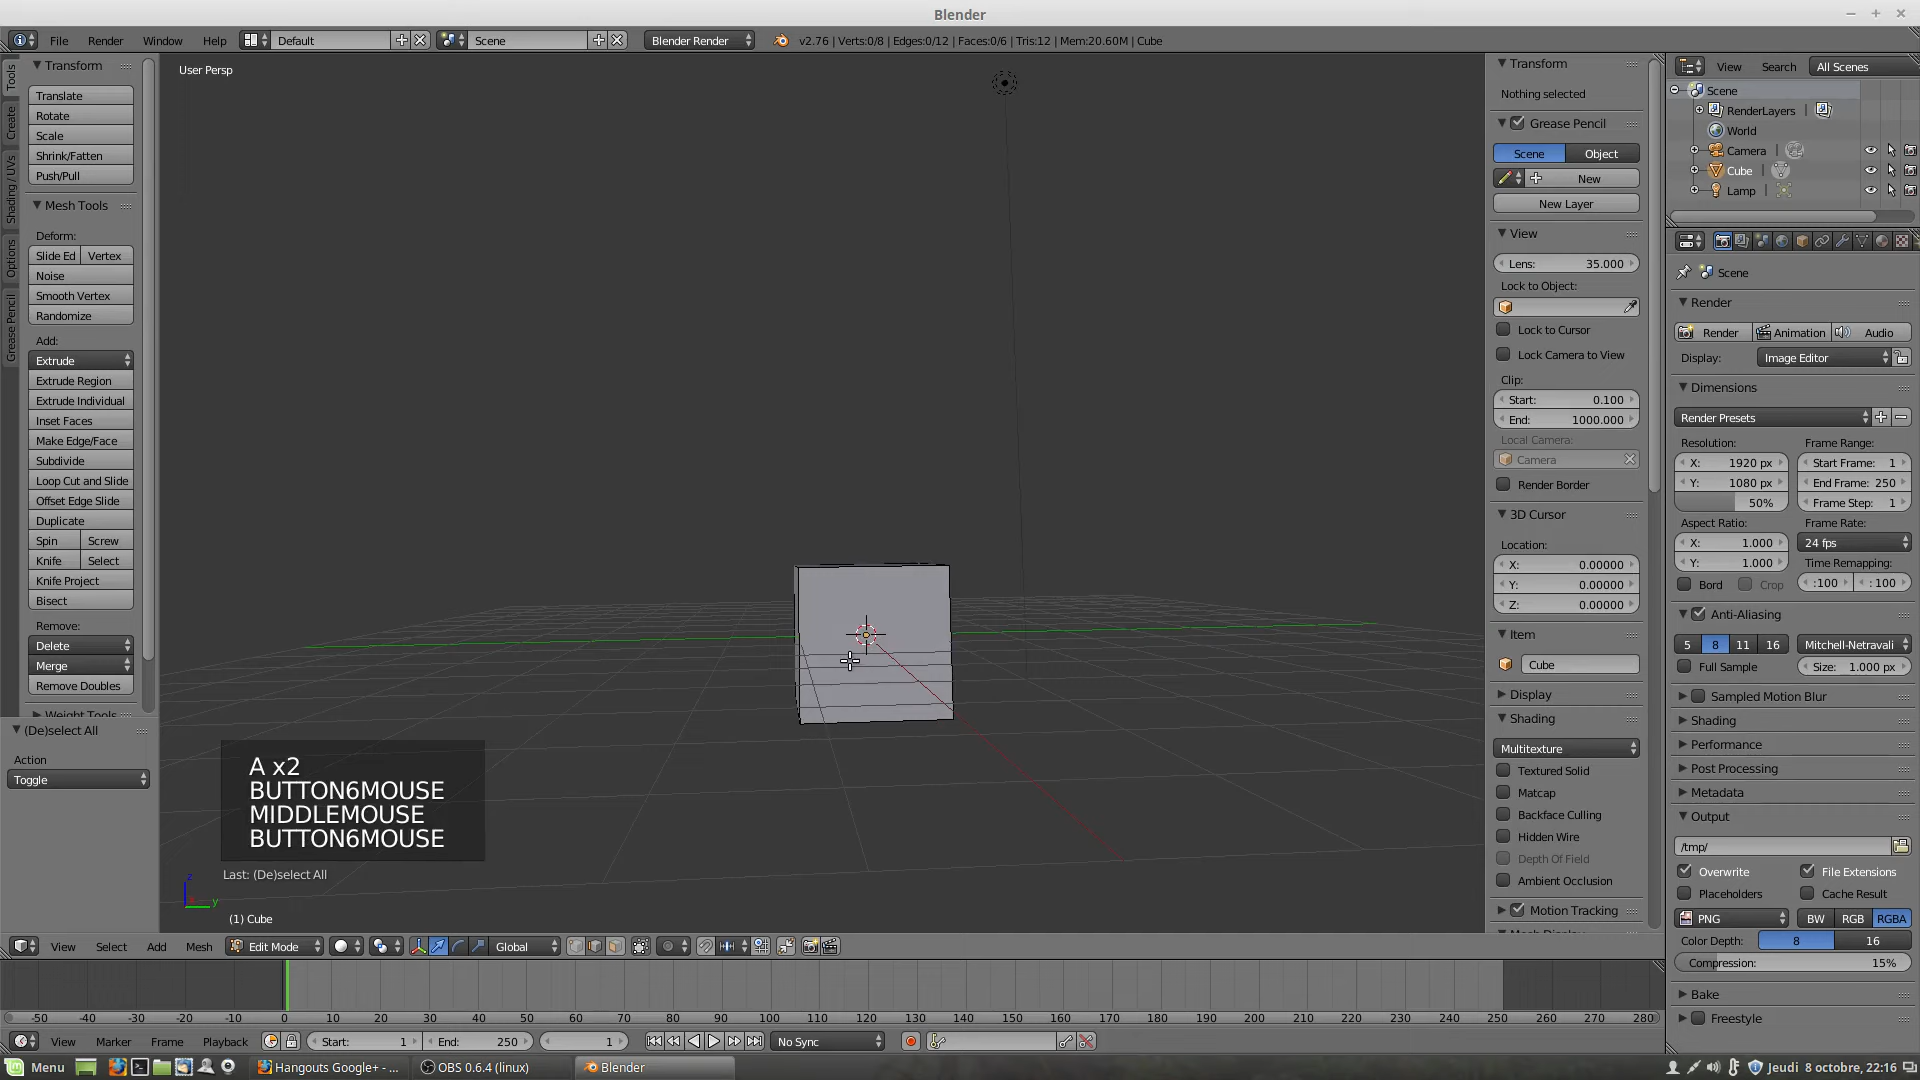 Blender
File Render Window Help Default Scene Blender Render v2.76 | Verts:0/8 | Edges:0/12 | Faces:0/6 | Tris:12 | Mem:20.60M | Cube
Tools
Create
Shading / UVs
Options
Grease Pencil
Transform
Translate
Rotate
Scale
Shrink/Fatten
Push/Pull
Mesh Tools
Deform:
Slide Ed Vertex
Noise
Smooth Vertex
Randomize
Add:
Extrude
Extrude Region
Extrude Individual
Inset Faces
Make Edge/Face
Subdivide
Loop Cut and Slide
Offset Edge Slide
Duplicate
Spin Screw
Knife Select
Knife Project
Bisect
Remove:
Delete
Merge
Remove Doubles
Weight Tools
(De)select All
Action
Toggle
User Persp
A x2
BUTTON6MOUSE
MIDDLEMOUSE
BUTTON6MOUSE
Last: (De)select All
z
y
(1) Cube
Transform
Nothing selected
Grease Pencil
Scene Object
New
New Layer
View
Lens: 35.000
Lock to Object:
Lock to Cursor
Lock Camera to View
Clip:
Start: 0.100
End: 1000.000
Local Camera:
Camera
Render Border
3D Cursor
Location:
X: 0.00000
Y: 0.00000
Z: 0.00000
Item
Cube
Display
Shading
Multitexture
Textured Solid
Matcap
Backface Culling
Hidden Wire
Depth Of Field
Ambient Occlusion
Motion Tracking
View Search All Scenes
Scene
RenderLayers |
World
Camera |
Cube |
Lamp |
Scene
Render
Render Animation Audio
Display: Image Editor
Dimensions
Render Presets
Resolution: Frame Range:
X: 1920 px Start Frame: 1
Y: 1080 px End Frame: 250
50% Frame Step: 1
Aspect Ratio: Frame Rate:
X: 1.000 24 fps
Y: 1.000 Time Remapping:
Bord Crop :100 : 100
Anti-Aliasing
5 8 11 16 Mitchell-Netravali
Full Sample Size: 1.000 px
Sampled Motion Blur
Shading
Performance
Post Processing
Metadata
Output
/tmp/
Overwrite File Extensions
Placeholders Cache Result
PNG BW RGB RGBA
Color Depth: 8 16
Compression: 15%
Bake
Freestyle
View Select Add Mesh Edit Mode Global
-50 -40 -30 -20 -10 0 10 20 30 40 50 60 70 80 90 100 110 120 130 140 150 160 170 180 190 200 210 220 230 240 250 260 270 280
View Marker Frame Playback Start: 1 End: 250 1 No Sync
Menu Hangouts Google+ - ... OBS 0.6.4 (linux) Blender Jeudi 8 octobre, 22:16